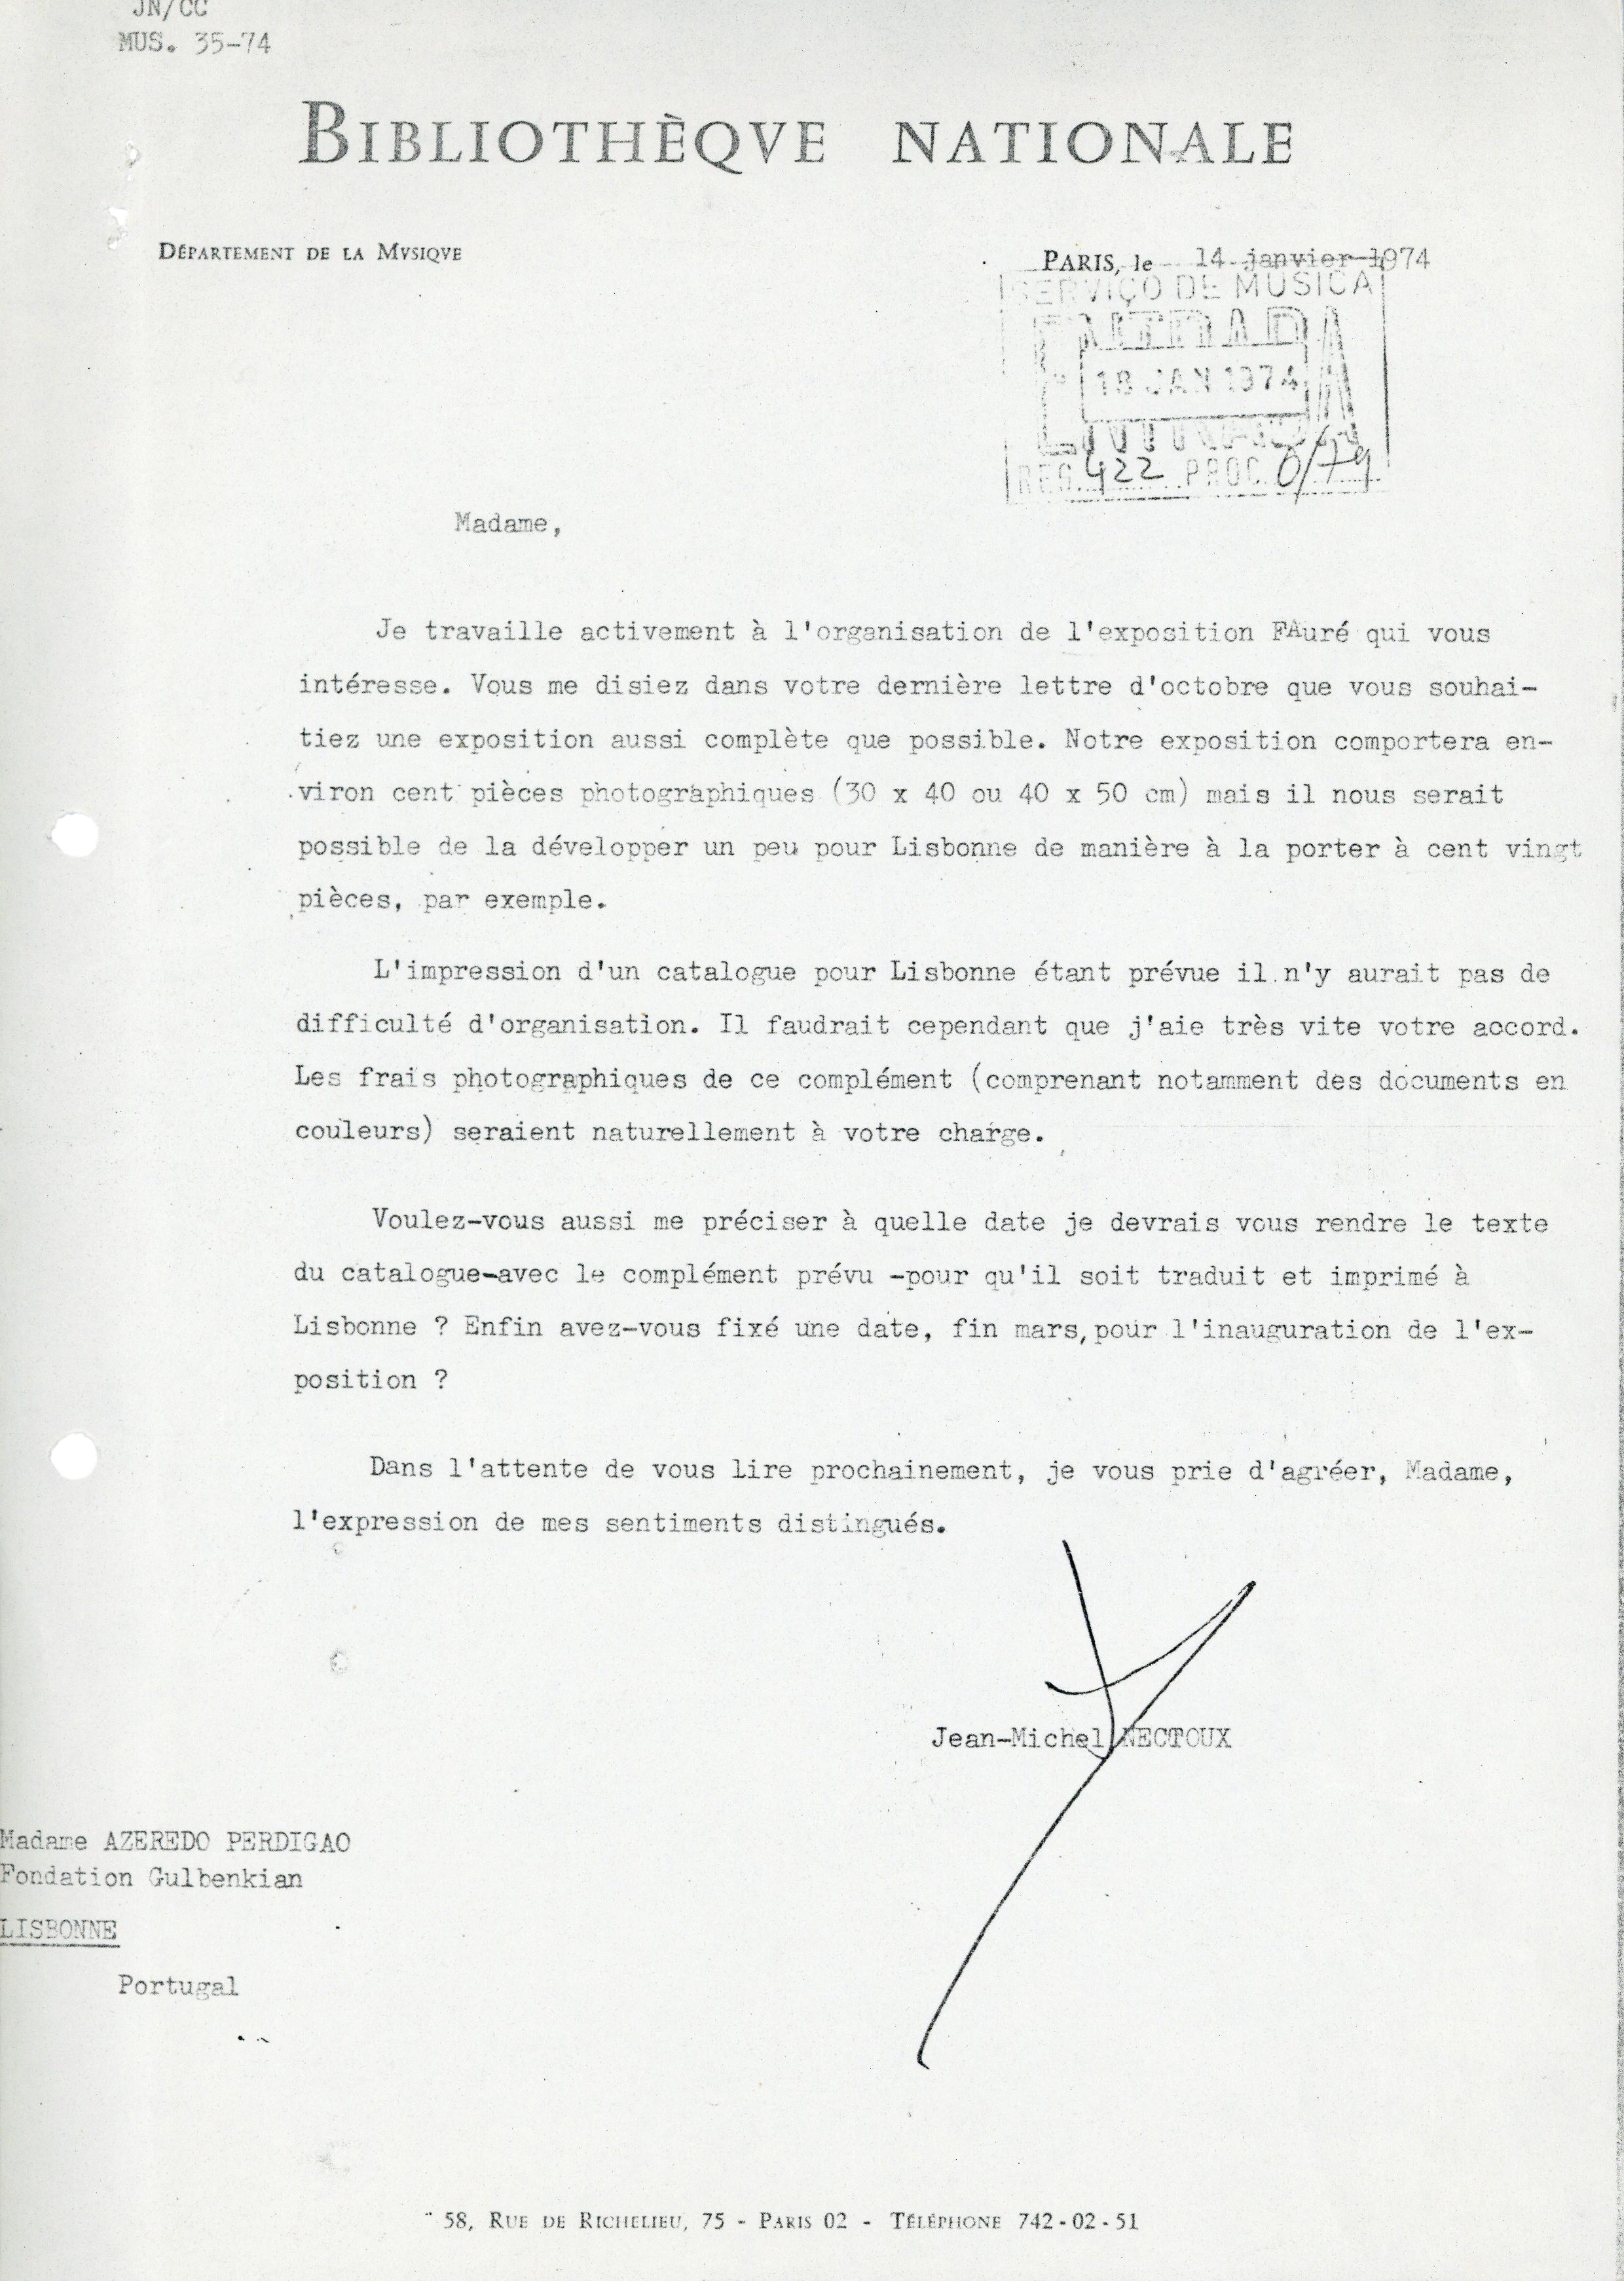 JN/CC
MUS. 35-74
BIBLIOTHÈQVE NATIONALE
DÉPARTEMENT DE LA MVSIQVE
PARIS, le 14 janvier 1974
SERVIÇO DE MUSICA
ENTRADA
18 JAN 1974
REG. 422 PROC. 0/74
Madame,
Je travaille activement à l'organisation de l'exposition FAuré qui vous
intéresse. Vous me disiez dans votre dernière lettre d'octobre que vous souhai-
tiez une exposition aussi complète que possible. Notre exposition comportera en-
viron cent pièces photographiques (30 x 40 ou 40 x 50 cm) mais il nous serait
possible de la développer un peu pour Lisbonne de manière à la porter à cent vingt
pièces, par exemple.
L'impression d'un catalogue pour Lisbonne étant prévue il n'y aurait pas de
difficulté d'organisation. Il faudrait cependant que j'aie très vite votre accord.
Les frais photographiques de ce complément (comprenant notamment des documents en
couleurs) seraient naturellement à votre charge.
Voulez-vous aussi me préciser à quelle date je devrais vous rendre le texte
du catalogue-avec le complément prévu -pour qu'il soit traduit et imprimé à
Lisbonne ? Enfin avez-vous fixé une date, fin mars, pour l'inauguration de l'ex-
position ?
Dans l'attente de vous lire prochainement, je vous prie d'agréer, Madame,
l'expression de mes sentiments distingués.
Jean-Michel NECTOUX
Madame AZEREDO PERDIGAO
Fondation Gulbenkian
LISBONNE
Portugal
58, RUE DE RICHELIEU, 75 - PARIS 02 - TÉLÉPHONE 742-02-51